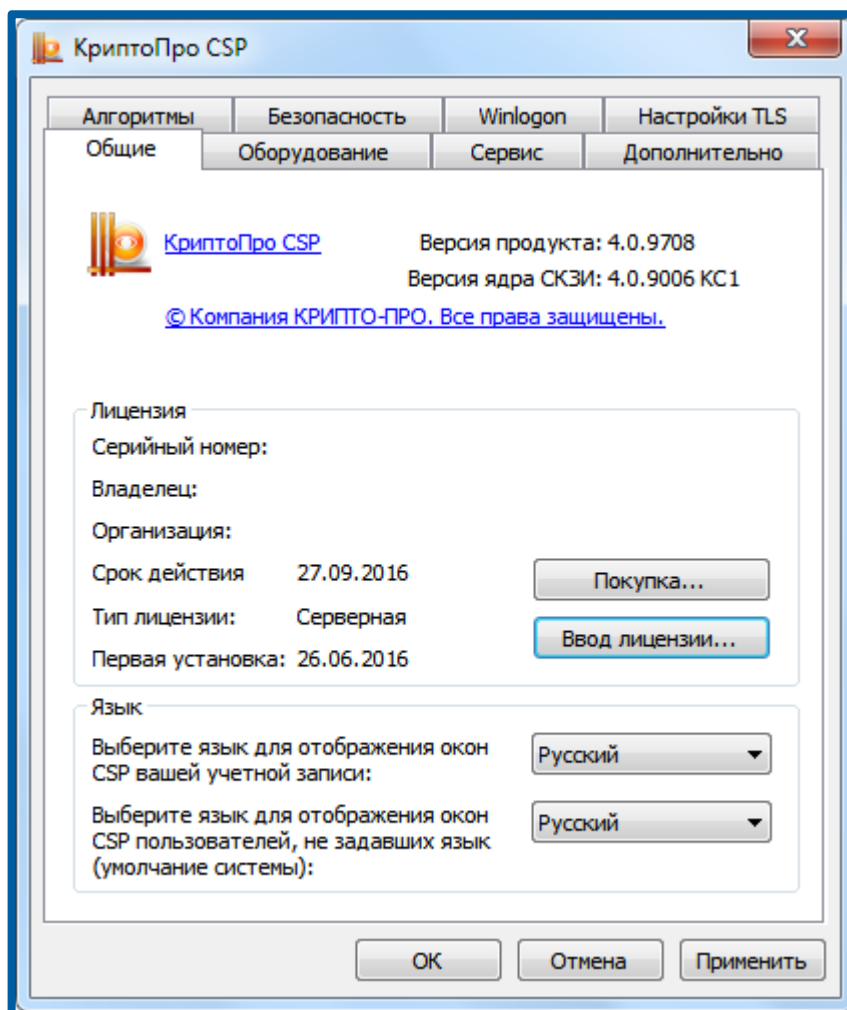 КриптоПро CSP
Алгоритмы Безопасность Winlogon Настройки TLS
Общие Оборудование Сервис Дополнительно
КриптоПро CSP Версия продукта: 4.0.9708
Версия ядра СКЗИ: 4.0.9006 КС1
© Компания КРИПТО-ПРО. Все права защищены.
Лицензия
Серийный номер:
Владелец:
Организация:
Срок действия 27.09.2016 Покупка...
Тип лицензии: Серверная
Ввод лицензии...
Первая установка: 26.06.2016
Язык
Выберите язык для отображения окон
CSP вашей учетной записи:
Русский
Выберите язык для отображения окон
CSP пользователей, не задавших язык
(умолчание системы):
Русский
ОК Отмена Применить